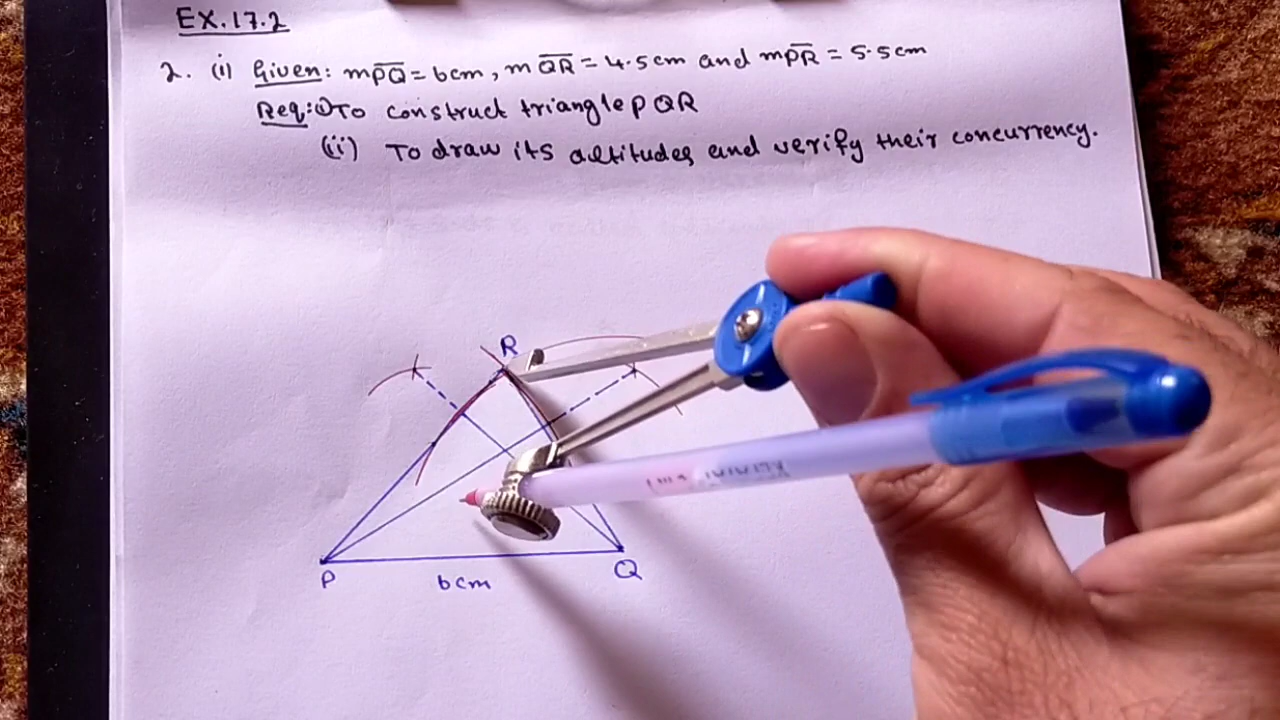 EX.17.2
2. (i) Given: mPQ = 6cm, mQR = 4.5cm and mPR = 5.5cm
Req:(i) To construct triangle PQR
(ii) To draw its altitudes and verify their concurrency.
R
P
Q
6cm